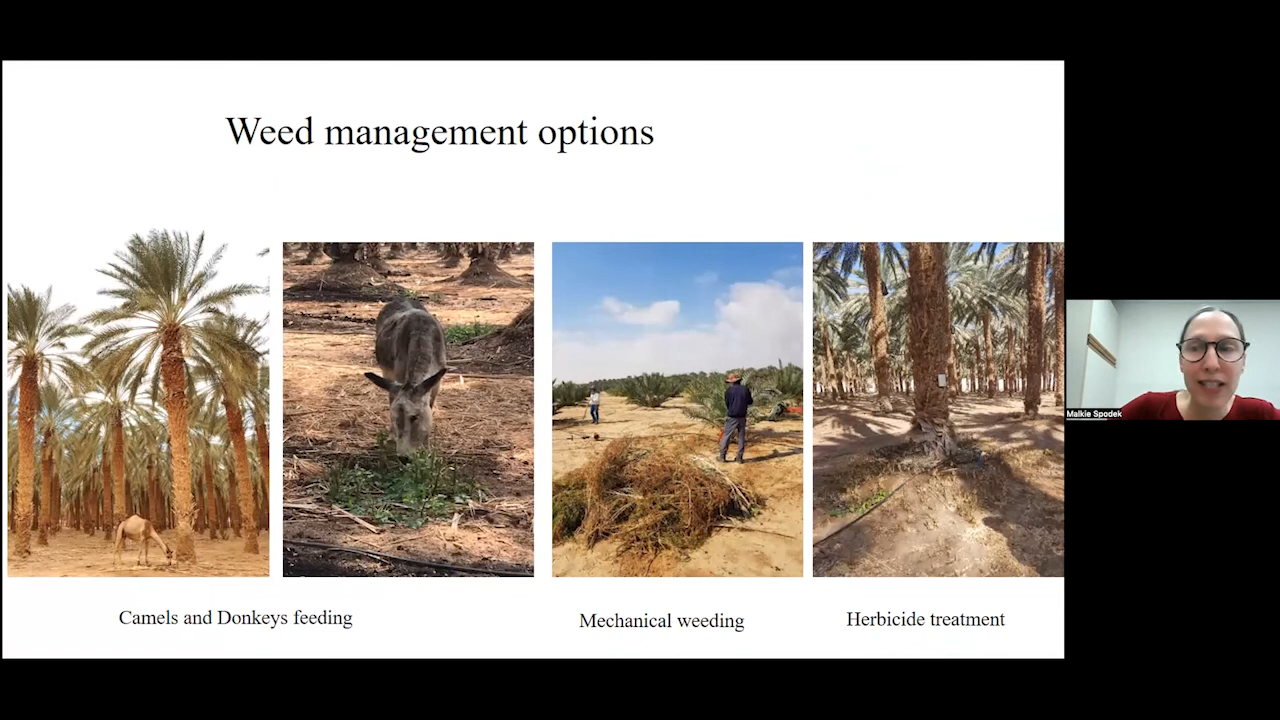 Weed management options
Camels and Donkeys feeding
Mechanical weeding
Herbicide treatment
Malkie Spodek